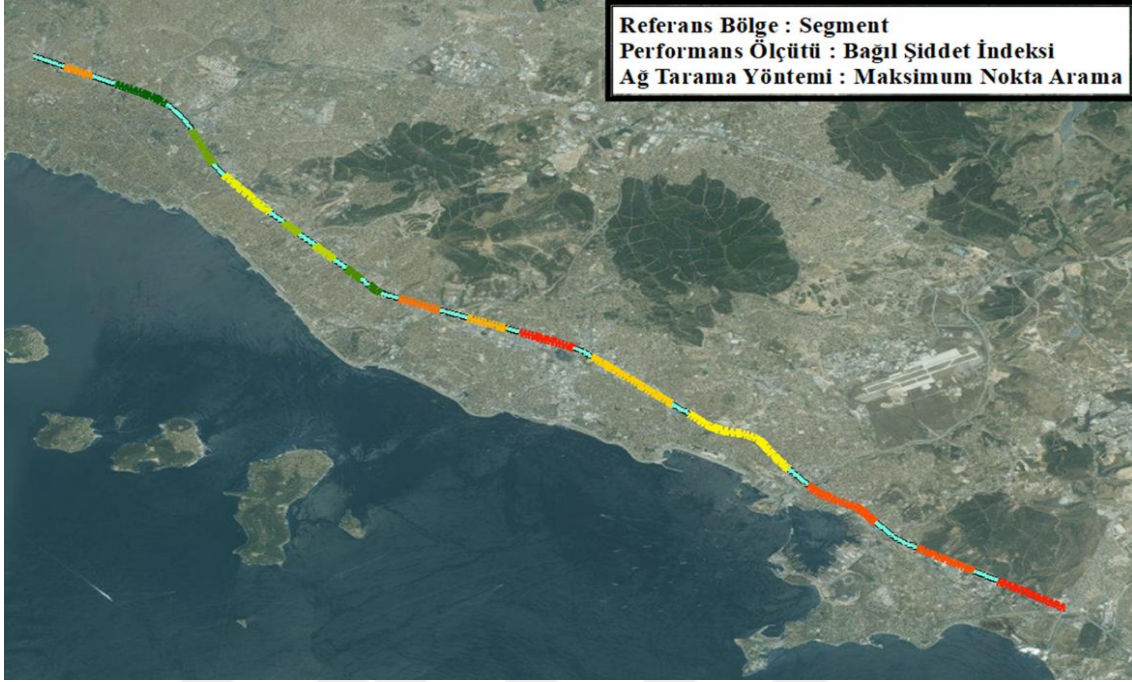 Referans Bölge : Segment
Performans Ölçütü : Bağıl Şiddet İndeksi
Ağ Tarama Yöntemi : Maksimum Nokta Arama